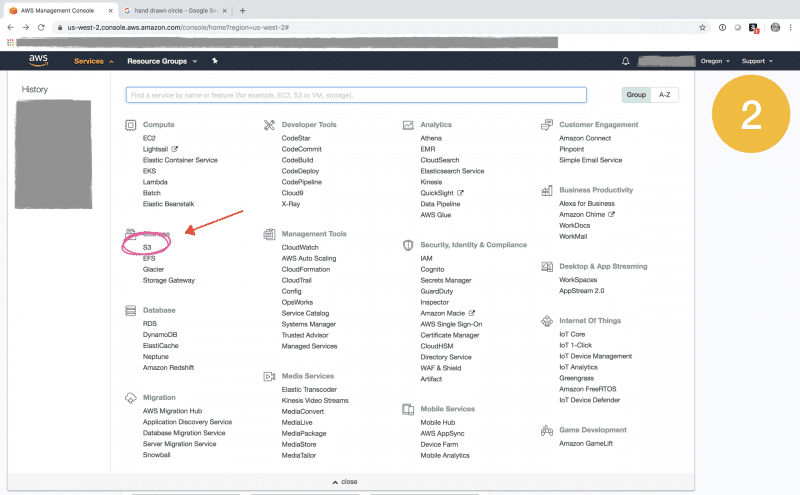 AWS Management Console
hand drawn circle - Google Se
us-west-2.console.aws.amazon.com/console/home?region=us-west-2#
aws
Services
Resource Groups
Oregon
Support
History
Find a service by name or feature (for example, EC2, S3 or VM, storage).
Group
A-Z
2
Compute
EC2
Lightsail
Elastic Container Service
EKS
Lambda
Batch
Elastic Beanstalk
Storage
S3
EFS
Glacier
Storage Gateway
Database
RDS
DynamoDB
ElastiCache
Neptune
Amazon Redshift
Migration
AWS Migration Hub
Application Discovery Service
Database Migration Service
Server Migration Service
Snowball
Developer Tools
CodeStar
CodeCommit
CodeBuild
CodeDeploy
CodePipeline
Cloud9
X-Ray
Management Tools
CloudWatch
AWS Auto Scaling
CloudFormation
CloudTrail
Config
OpsWorks
Service Catalog
Systems Manager
Trusted Advisor
Managed Services
Media Services
Elastic Transcoder
Kinesis Video Streams
MediaConvert
MediaLive
MediaPackage
MediaStore
MediaTailor
Analytics
Athena
EMR
CloudSearch
Elasticsearch Service
Kinesis
QuickSight
Data Pipeline
AWS Glue
Security, Identity & Compliance
IAM
Cognito
Secrets Manager
GuardDuty
Inspector
Amazon Macie
AWS Single Sign-On
Certificate Manager
CloudHSM
Directory Service
WAF & Shield
Artifact
Mobile Services
Mobile Hub
AWS AppSync
Device Farm
Mobile Analytics
Customer Engagement
Amazon Connect
Pinpoint
Simple Email Service
Business Productivity
Alexa for Business
Amazon Chime
WorkDocs
WorkMail
Desktop & App Streaming
WorkSpaces
AppStream 2.0
Internet Of Things
IoT Core
IoT 1-Click
IoT Device Management
IoT Analytics
Greengrass
Amazon FreeRTOS
IoT Device Defender
Game Development
Amazon GameLift
close